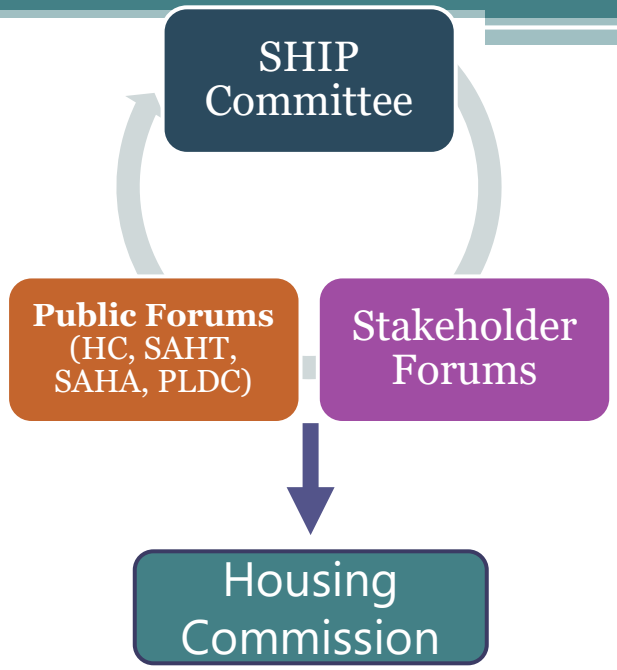 SHIP
Committee
Public Forums
(HC, SAHT,
SAHA, PLDC)
Stakeholder
Forums
Housing
Commission